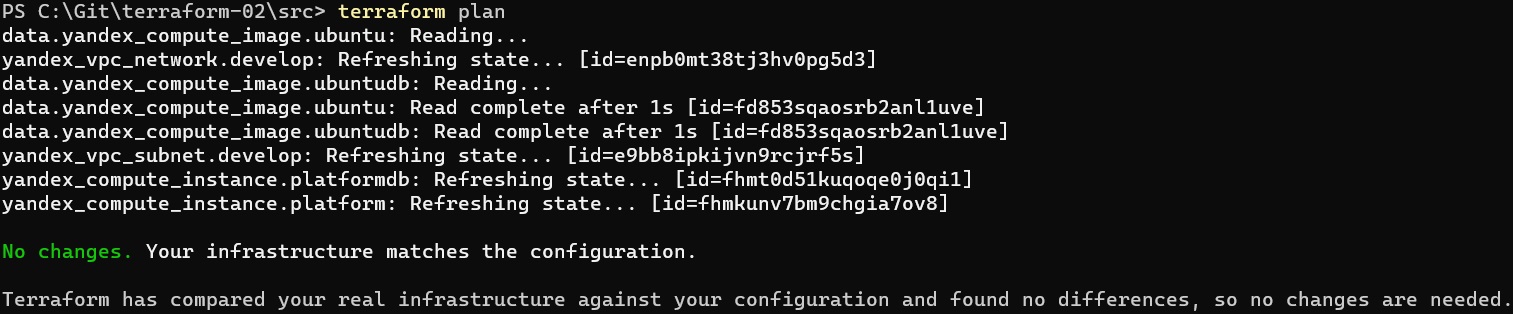 PS C:\Git\terraform-02\src> terraform plan
data.yandex_compute_image.ubuntu: Reading...
yandex_vpc_network.develop: Refreshing state... [id=enpb0mt38tj3hv0pg5d3]
data.yandex_compute_image.ubuntudb: Reading...
data.yandex_compute_image.ubuntu: Read complete after 1s [id=fd853sqaosrb2anl1uve]
data.yandex_compute_image.ubuntudb: Read complete after 1s [id=fd853sqaosrb2anl1uve]
yandex_vpc_subnet.develop: Refreshing state... [id=e9bb8ipkijvn9rcjrf5s]
yandex_compute_instance.platformdb: Refreshing state... [id=fhmt0d51kuqoqe0j0qi1]
yandex_compute_instance.platform: Refreshing state... [id=fhmkunv7bm9chgia7ov8]
No changes. Your infrastructure matches the configuration.
Terraform has compared your real infrastructure against your configuration and found no differences, so no changes are needed.